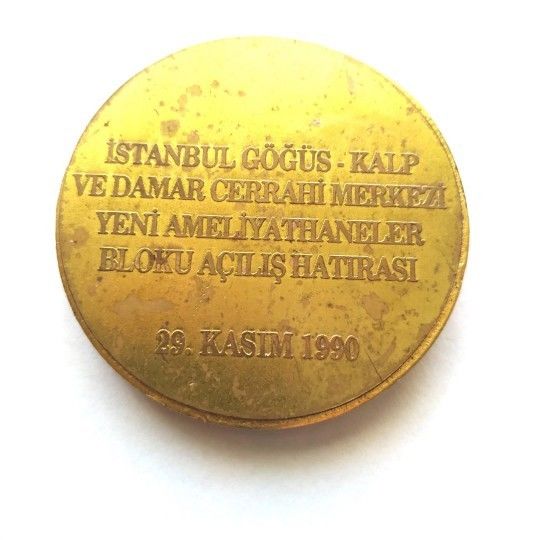 İSTANBUL GÖĞÜS - KALP
VE DAMAR CERRAHİ MERKEZİ
YENİ AMELİYATHANELER
BLOKU AÇILIŞ HATIRASI
29. KASIM 1990